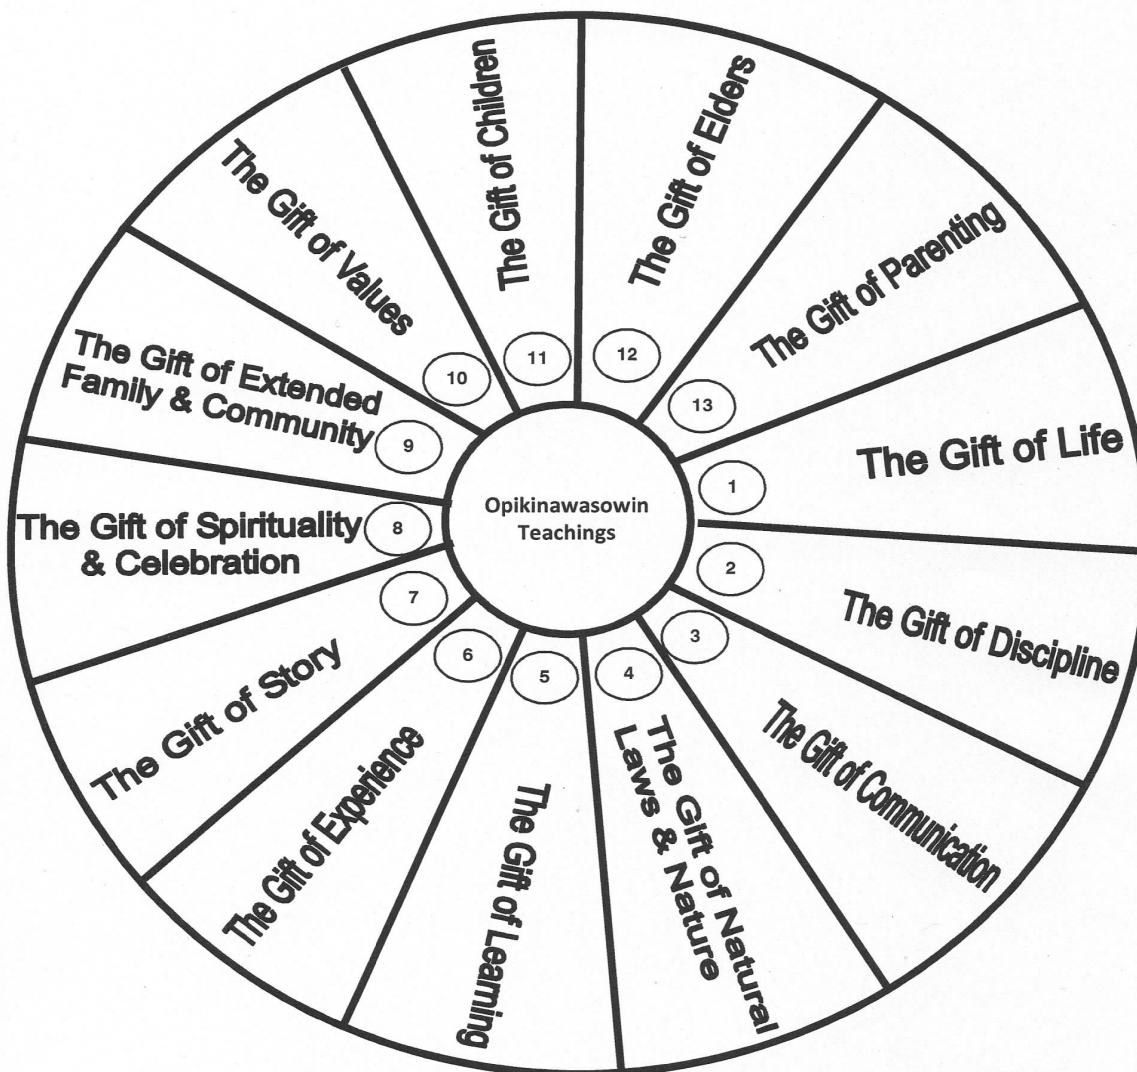 Opikinawasowin
Teachings
1
The Gift of Life
2
The Gift of Discipline
3
The Gift of Communication
4
The Gift of Natural
Laws & Nature
5
The Gift of Learning
6
The Gift of Experience
7
The Gift of Story
8
The Gift of Spirituality
& Celebration
9
The Gift of Extended
Family & Community
10
The Gift of Values
11
The Gift of Children
12
The Gift of Elders
13
The Gift of Parenting